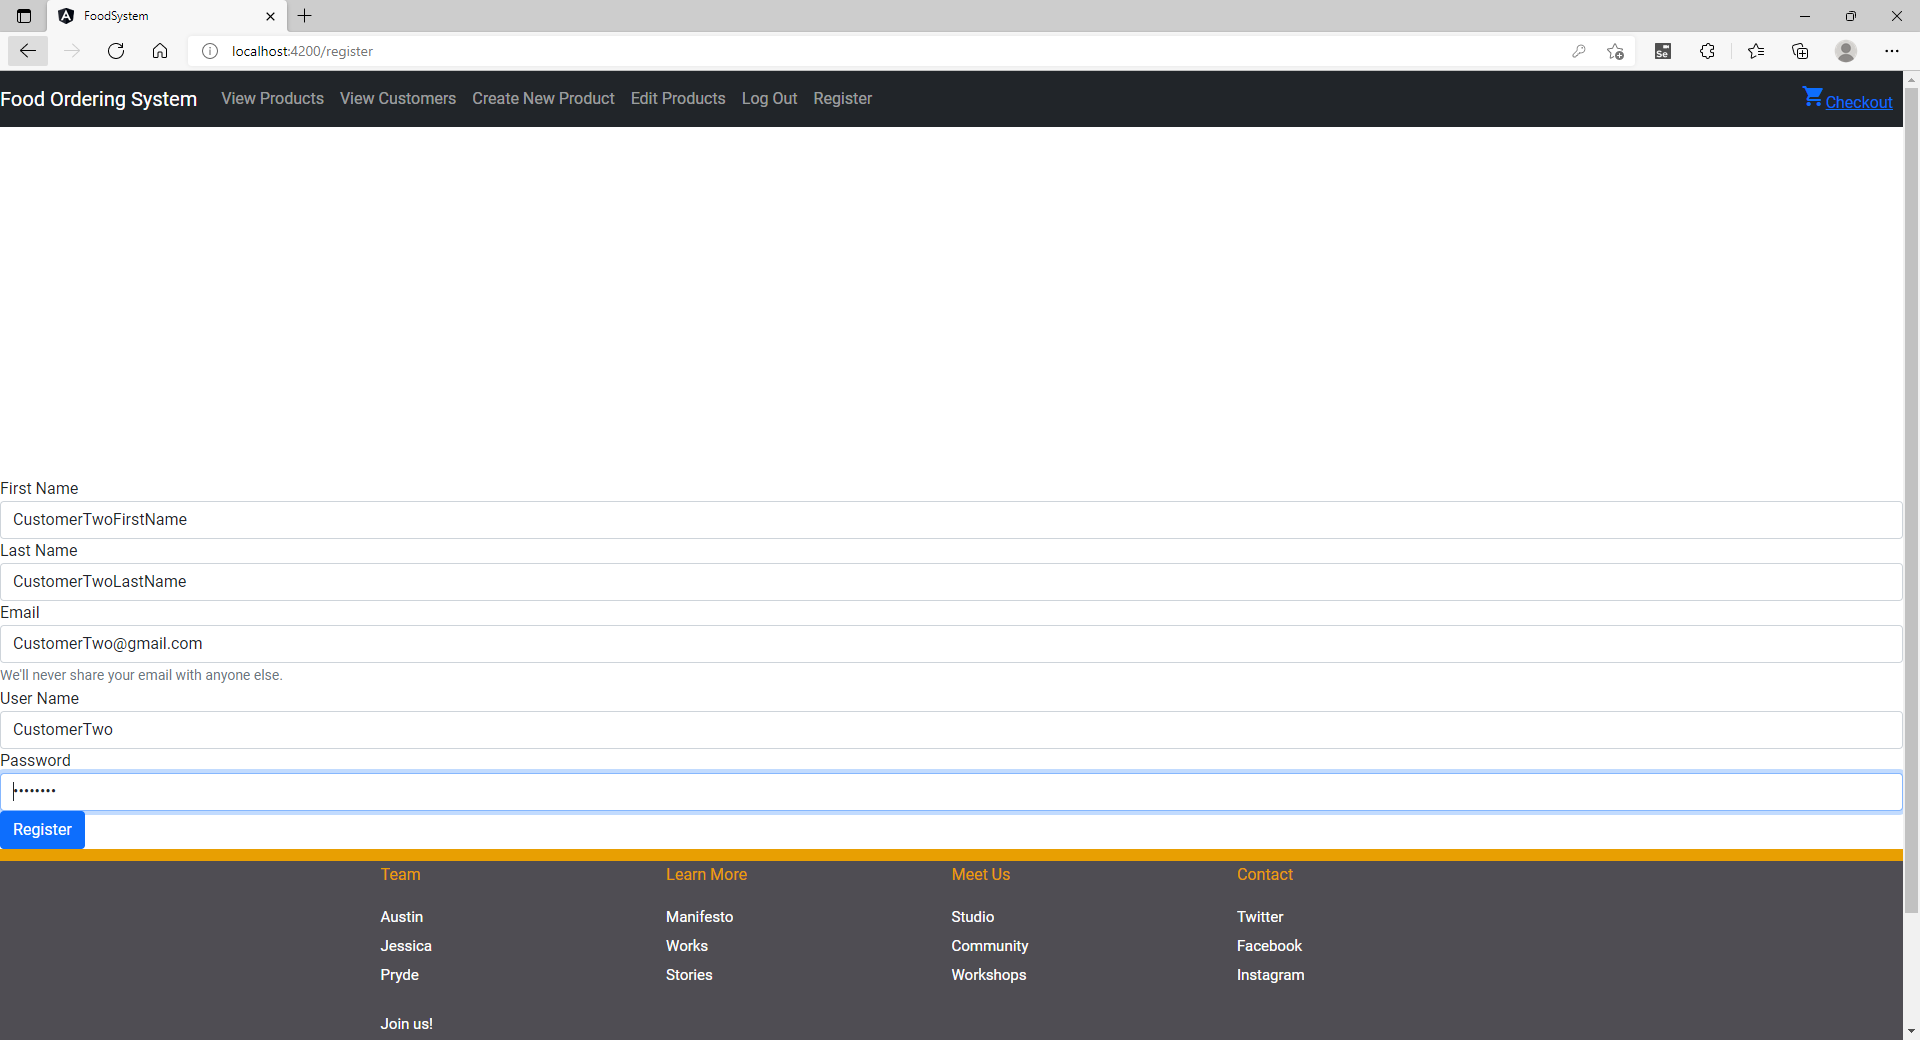 FoodSystem
localhost:4200/register
Se
Food Ordering System View Products View Customers Create New Product Edit Products Log Out Register Checkout
First Name
CustomerTwoFirstName
Last Name
CustomerTwoLastName
Email
CustomerTwo@gmail.com
We'll never share your email with anyone else.
User Name
CustomerTwo
Password
••••••••
Register
Team Learn More Meet Us Contact
Austin Manifesto Studio Twitter
Jessica Works Community Facebook
Pryde Stories Workshops Instagram
Join us!